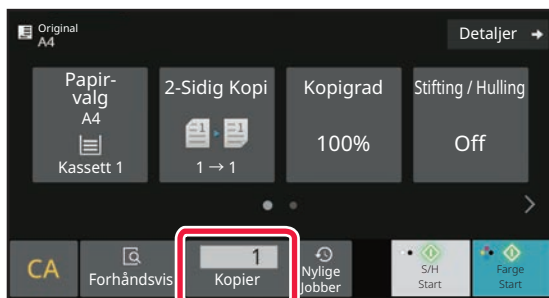 Original
A4
Detaljer
Papir-
valg
A4
Kassett 1
2-Sidig Kopi
1 → 1
Kopigrad
100%
Stifting / Hulling
Off
CA
Forhåndsvis
1
Kopier
Nylige
Jobber
S/H
Start
Farge
Start